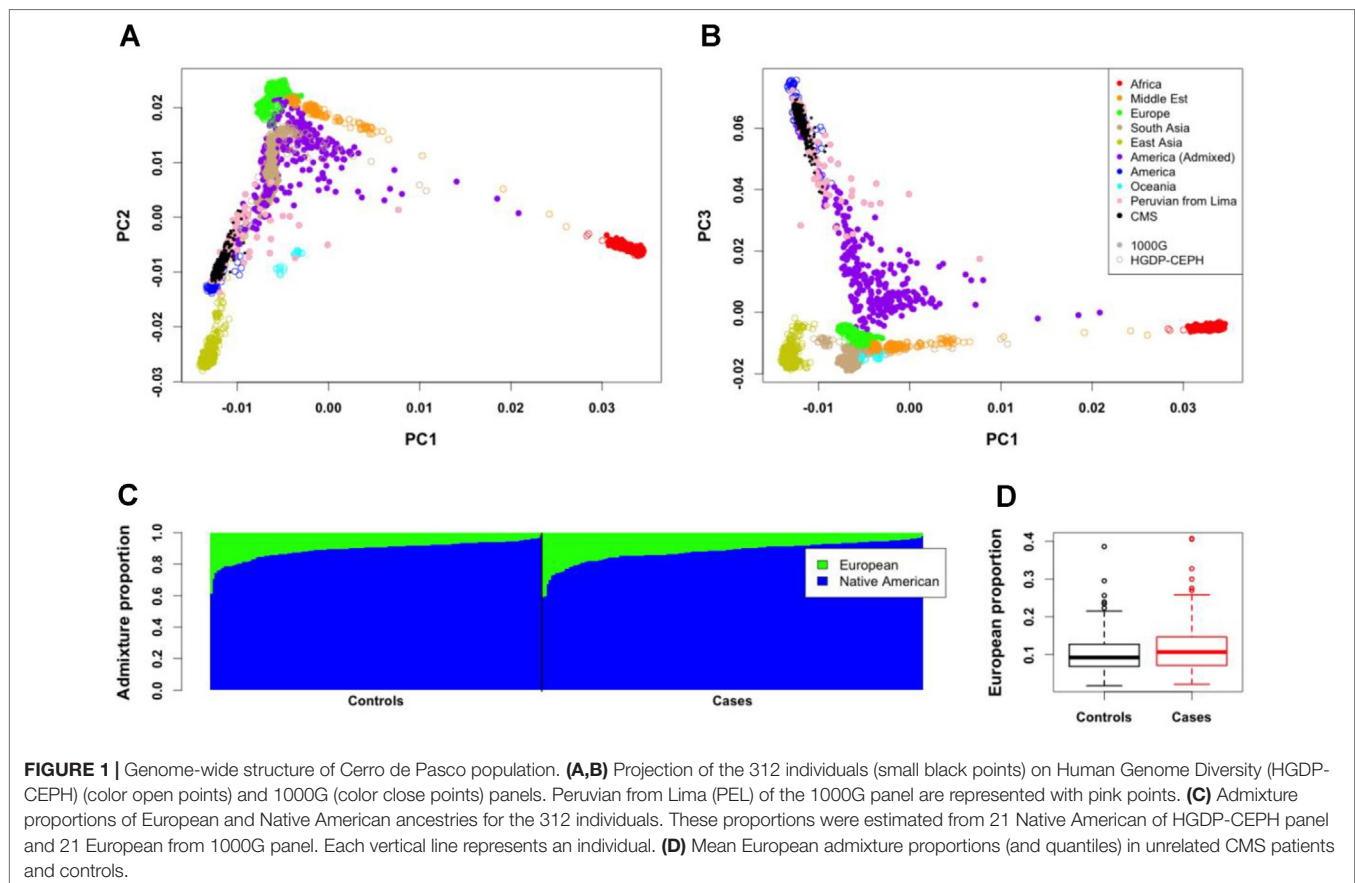 A
B
PC2
0.02
0.01
0.00
-0.01
-0.02
-0.03
-0.01
0.00
0.01
0.02
0.03
PC1
PC3
0.06
0.04
0.02
0.00
-0.02
-0.01
0.00
0.01
0.02
0.03
PC1
Africa
Middle Est
Europe
South Asia
East Asia
America (Admixed)
America
Oceania
Peruvian from Lima
CMS
1000G
HGDP-CEPH
C
Admixture proportion
1.0
0.8
0.6
0.4
0.2
0.0
European
Native American
Controls
Cases
D
European proportion
0.4
0.3
0.2
0.1
Controls
Cases
FIGURE 1 | Genome-wide structure of Cerro de Pasco population. (A,B) Projection of the 312 individuals (small black points) on Human Genome Diversity (HGDP-
CEPH) (color open points) and 1000G (color close points) panels. Peruvian from Lima (PEL) of the 1000G panel are represented with pink points. (C) Admixture
proportions of European and Native American ancestries for the 312 individuals. These proportions were estimated from 21 Native American of HGDP-CEPH panel
and 21 European from 1000G panel. Each vertical line represents an individual. (D) Mean European admixture proportions (and quantiles) in unrelated CMS patients
and controls.